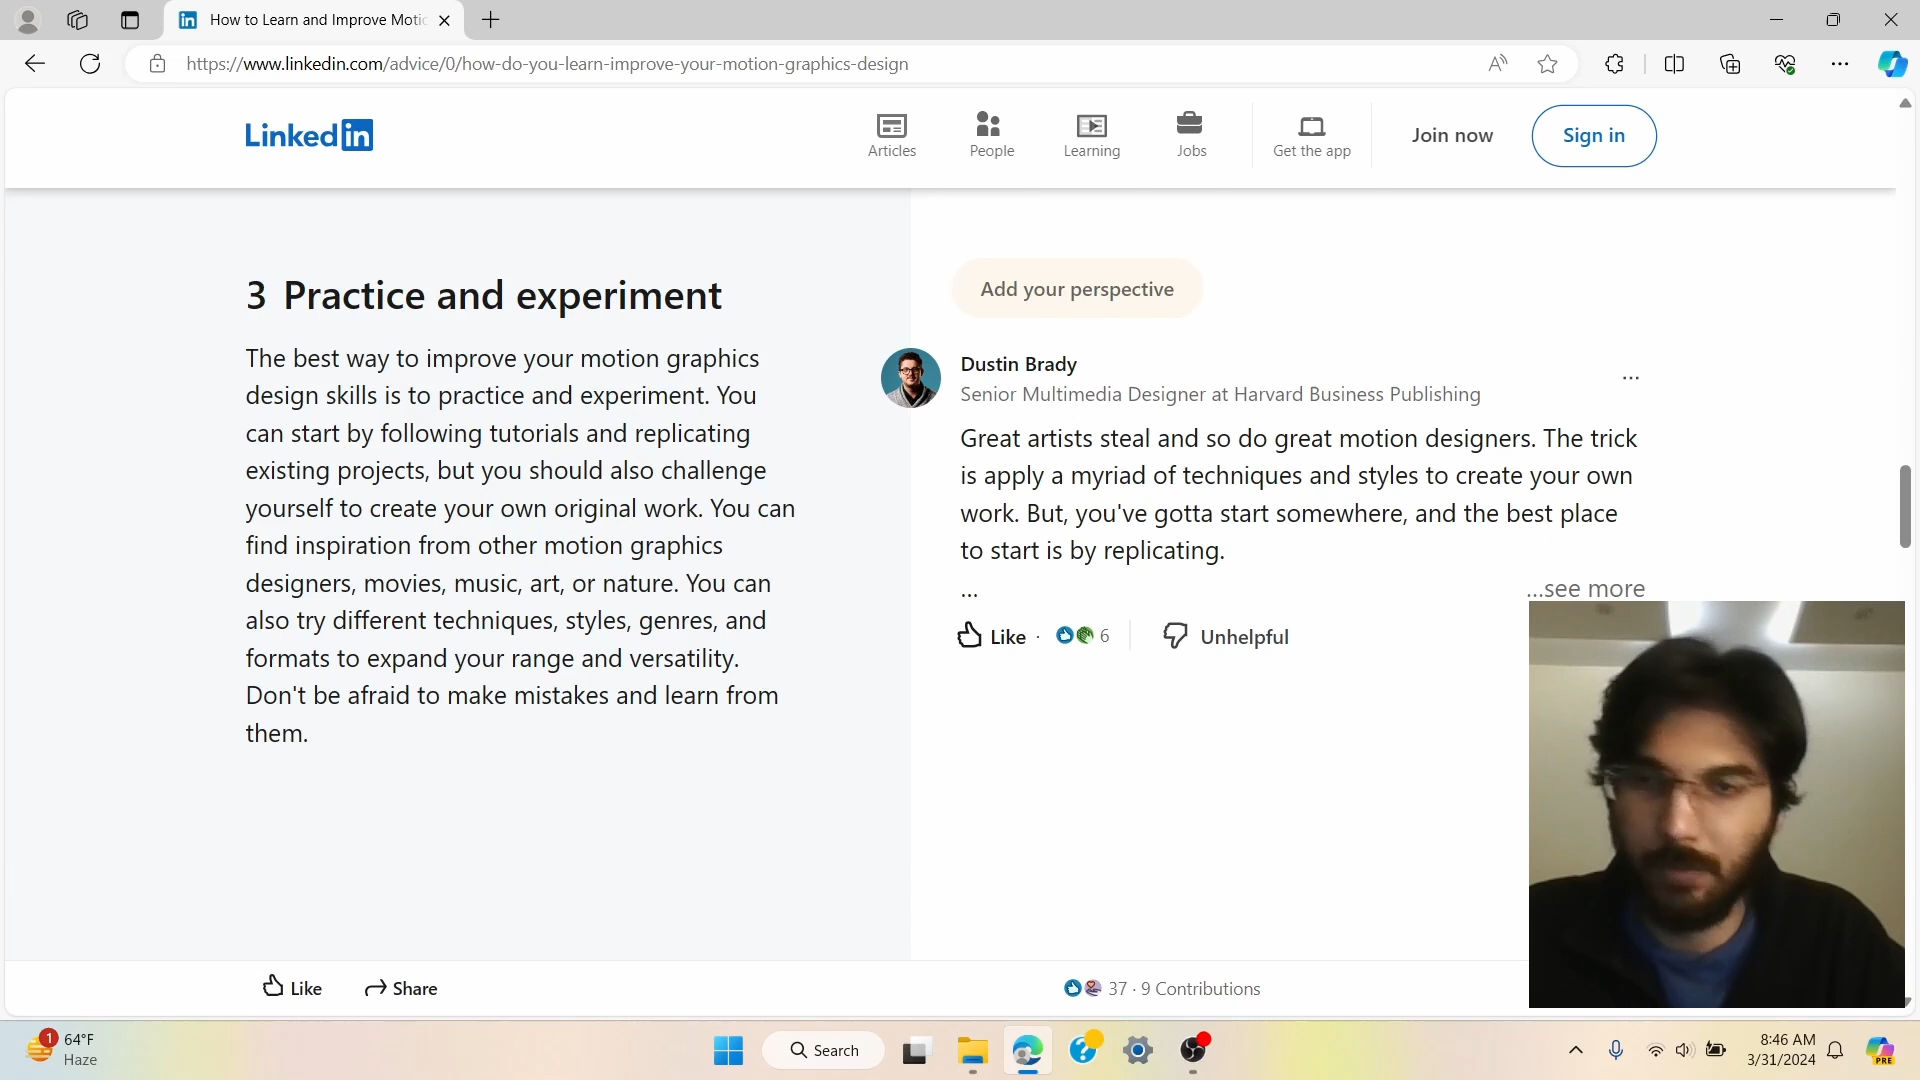 How to Learn and Improve Motic
https://www.linkedin.com/advice/0/how-do-you-learn-improve-your-motion-graphics-design
Linked in
Articles
People
Learning
Jobs
Get the app
Join now
Sign in
3 Practice and experiment
The best way to improve your motion graphics
design skills is to practice and experiment. You
can start by following tutorials and replicating
existing projects, but you should also challenge
yourself to create your own original work. You can
find inspiration from other motion graphics
designers, movies, music, art, or nature. You can
also try different techniques, styles, genres, and
formats to expand your range and versatility.
Don't be afraid to make mistakes and learn from
them.
Add your perspective
Dustin Brady
Senior Multimedia Designer at Harvard Business Publishing
...
Great artists steal and so do great motion designers. The trick
is apply a myriad of techniques and styles to create your own
work. But, you've gotta start somewhere, and the best place
to start is by replicating.
...
...see more
Like · 6
Unhelpful
Like
Share
37 · 9 Contributions
1
64°F
Haze
Search
8:46 AM
3/31/2024
PRE